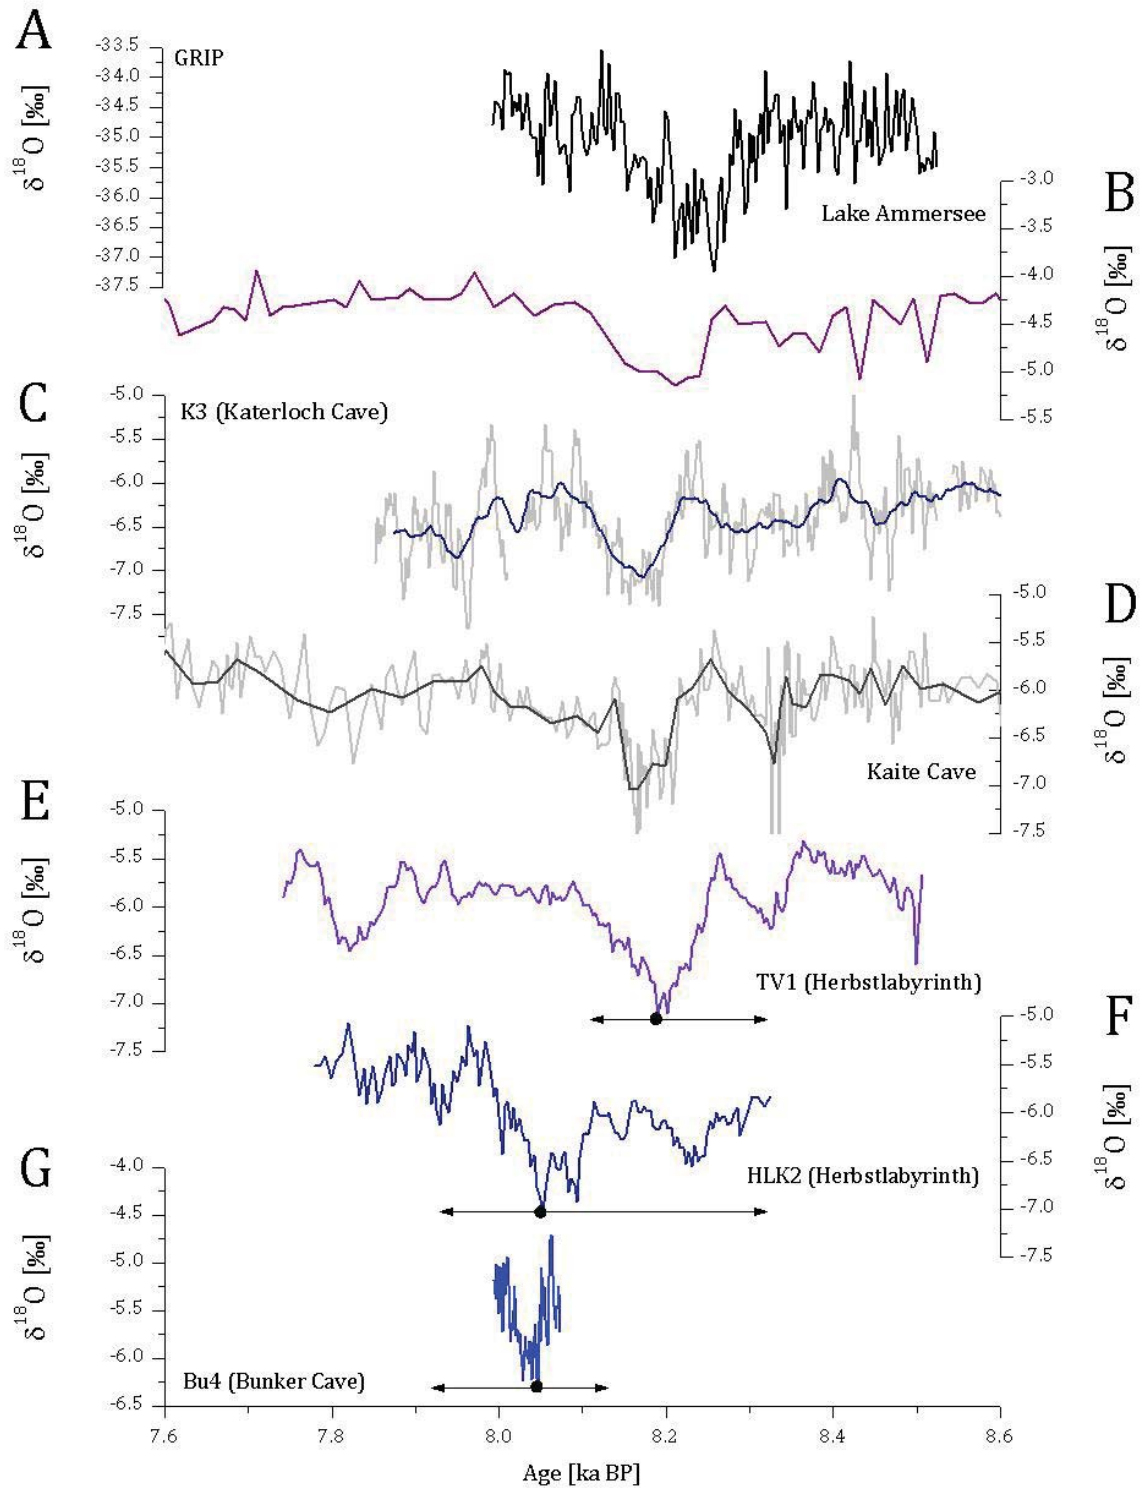 A
δ18O [‰]
-33.5
-34.0
-34.5
-35.0
-35.5
-36.0
-36.5
-37.0
-37.5
GRIP
B
δ18O [‰]
-3.0
-3.5
-4.0
-4.5
-5.0
-5.5
Lake Ammersee
C
δ18O [‰]
-5.0
-5.5
-6.0
-6.5
-7.0
-7.5
K3 (Katerloch Cave)
D
δ18O [‰]
-5.0
-5.5
-6.0
-6.5
-7.0
-7.5
Kaite Cave
E
δ18O [‰]
-5.0
-5.5
-6.0
-6.5
-7.0
-7.5
TV1 (Herbstlabyrinth)
F
δ18O [‰]
-5.0
-5.5
-6.0
-6.5
-7.0
-7.5
HLK2 (Herbstlabyrinth)
G
δ18O [‰]
-4.0
-4.5
-5.0
-5.5
-6.0
-6.5
Bu4 (Bunker Cave)
7.6 7.8 8.0 8.2 8.4 8.6
Age [ka BP]